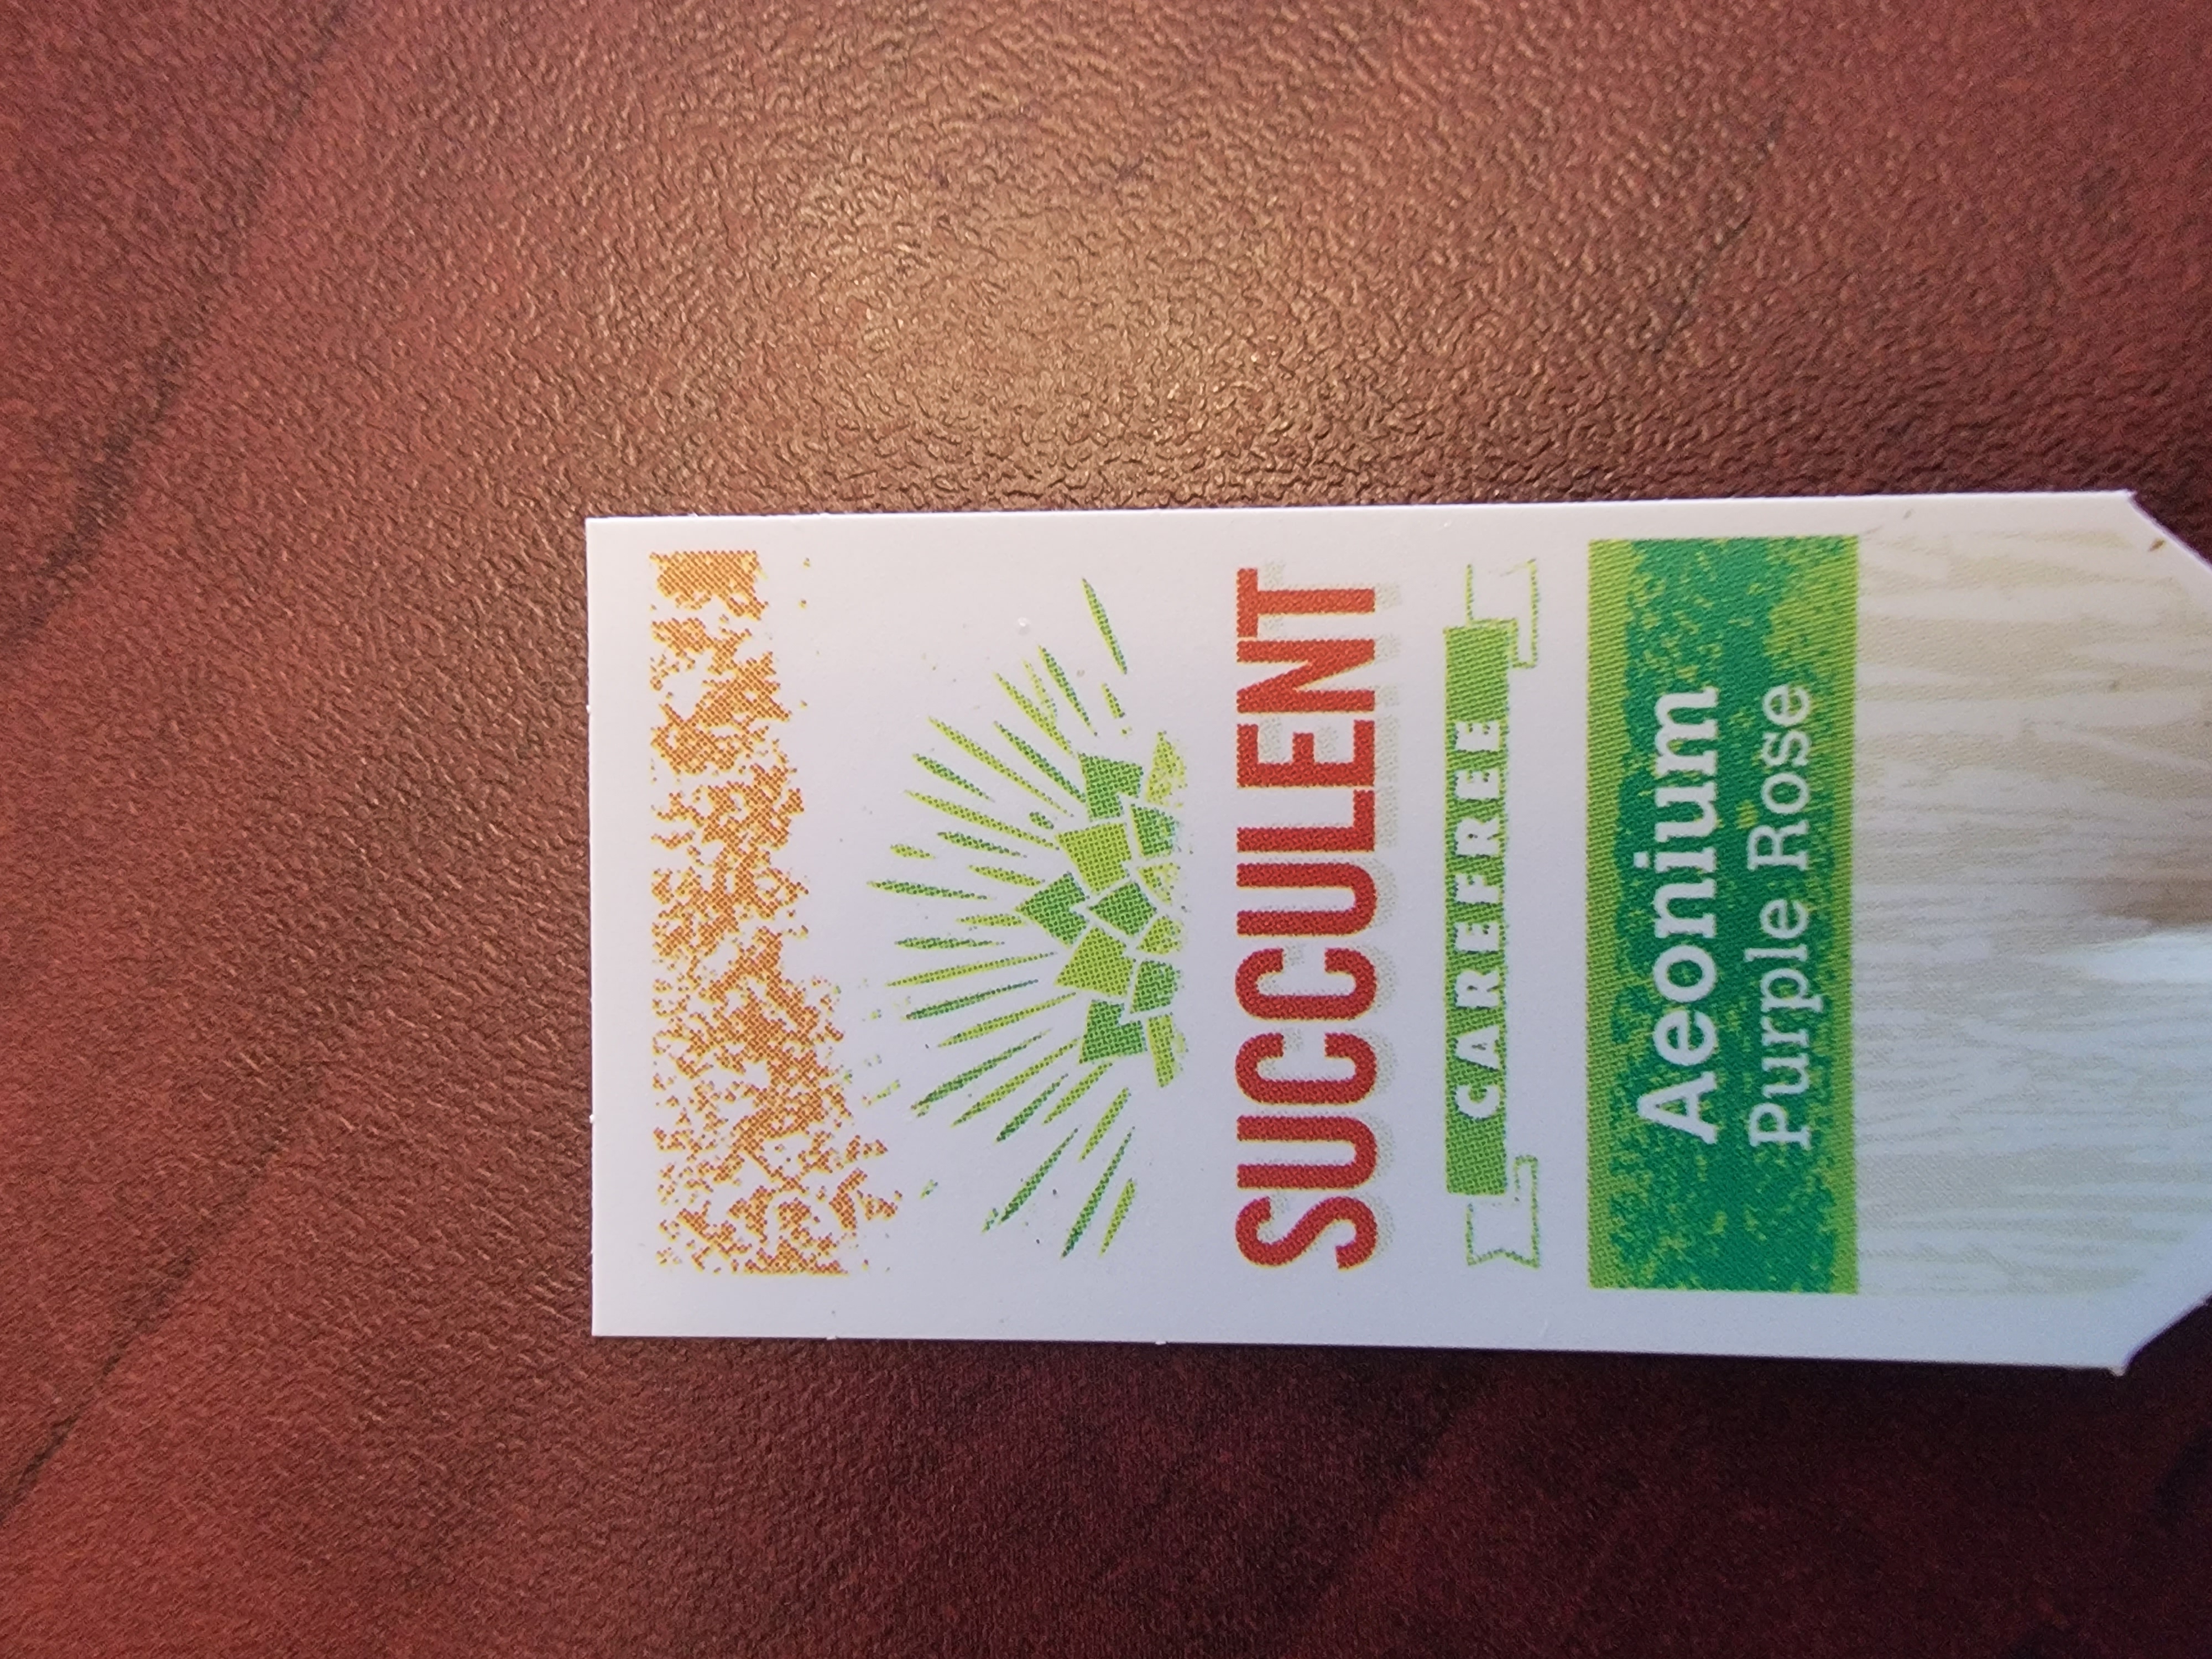 SUCCULENT
CAREFREE
Aeonium
Purple Rose